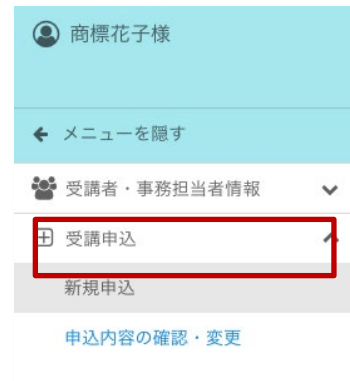 商標花子様
メニューを隠す
受講者・事務担当者情報
受講申込
新規申込
申込内容の確認・変更